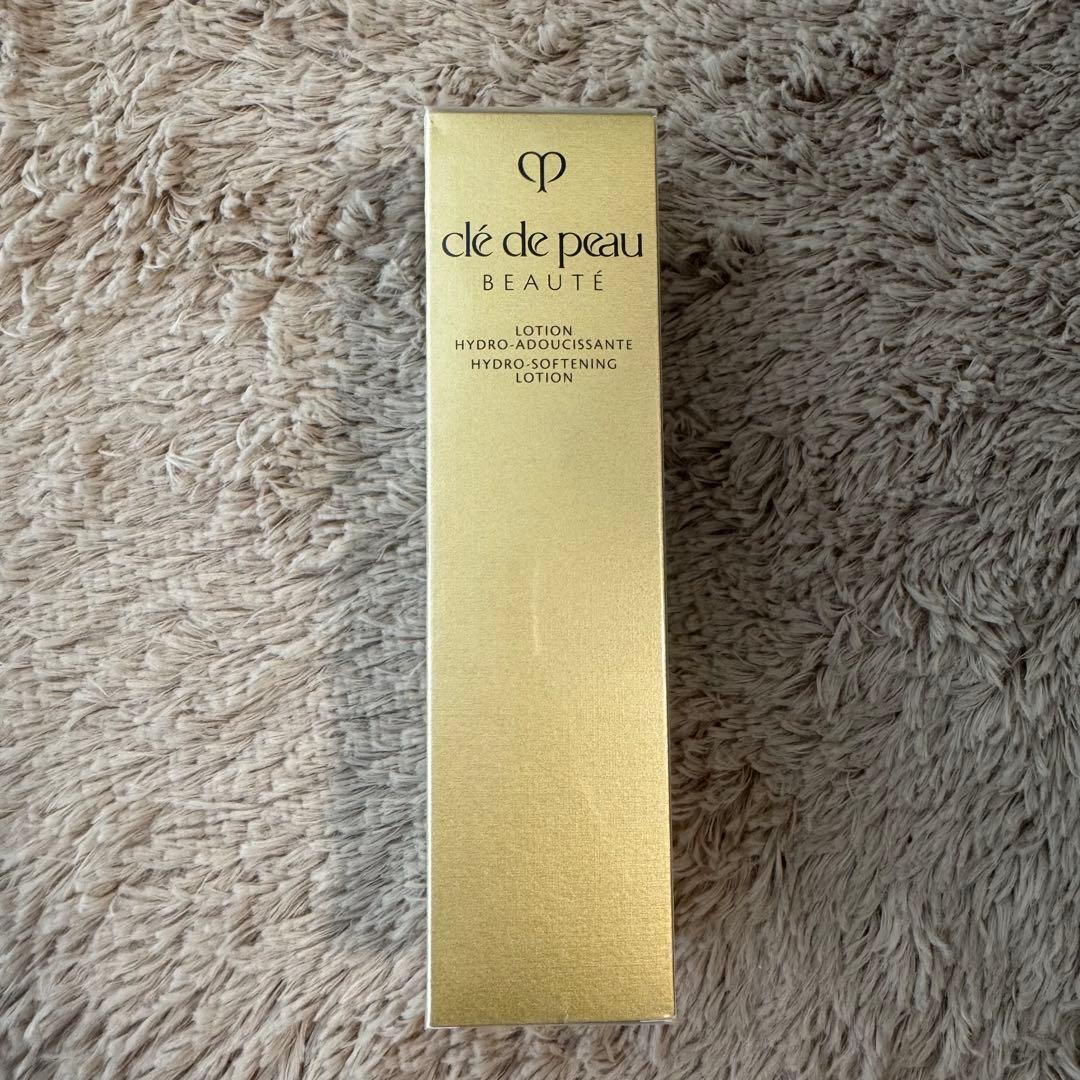 clé de peau
BEAUTÉ
LOTION
HYDRO-ADOUCISSANTE
HYDRO-SOFTENING
LOTION